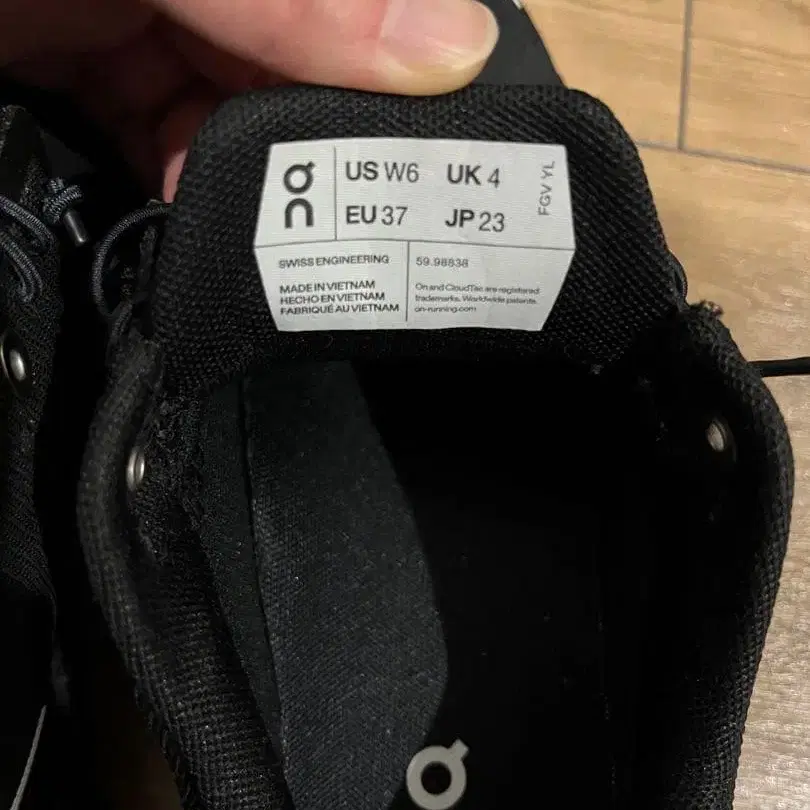 On
US W6 UK 4
EU 37 JP 23
FGV YL
SWISS ENGINEERING
59.98838
MADE IN VIETNAM
HECHO EN VIETNAM
FABRIQUÉ AU VIETNAM
On and CloudTec are registered
trademarks. Worldwide patents.
on-running.com